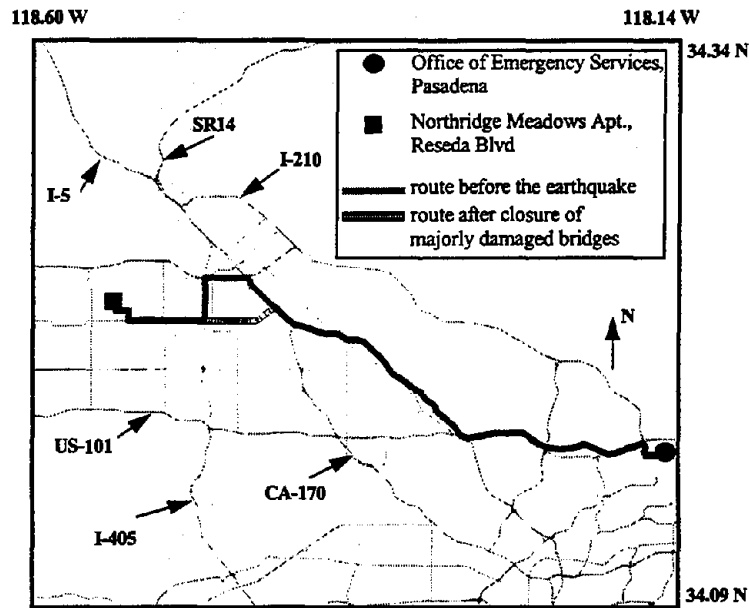 118.60 W
118.14 W
34.34 N
Office of Emergency Services,
Pasadena
Northridge Meadows Apt.,
Reseda Blvd
route before the earthquake
route after closure of
majorly damaged bridges
SR14
I-210
I-5
N
US-101
CA-170
I-405
34.09 N